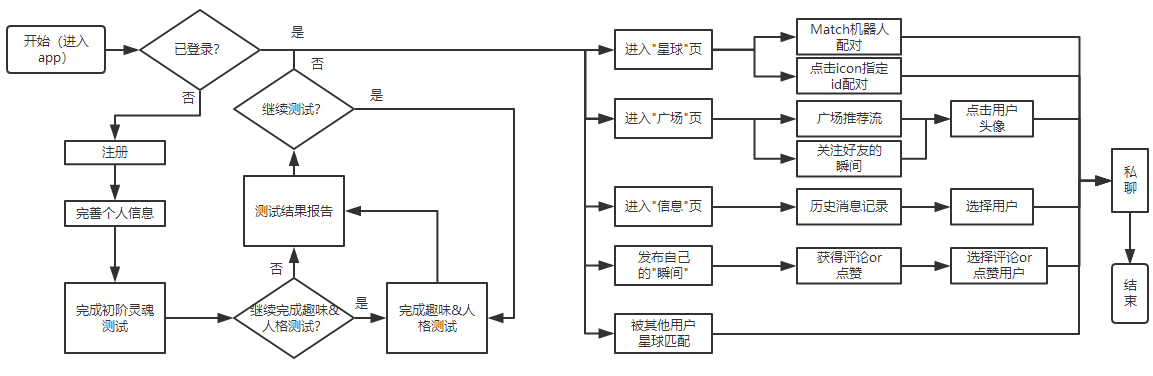 开始（进入
app）
已登录?
是
否
注册
完善个人信息
完成初阶灵魂
测试
继续完成趣味&
人格测试?
是
否
完成趣味&人
格测试
测试结果报告
继续测试?
否
是
进入"星球"页
Match机器人
配对
点击icon指定
id配对
进入"广场"页
广场推荐流
关注好友的
瞬间
点击用户
头像
进入"信息"页
历史消息记录
选择用户
发布自己
的"瞬间"
获得评论or
点赞
选择评论or
点赞用户
被其他用户
星球匹配
私
聊
结
束